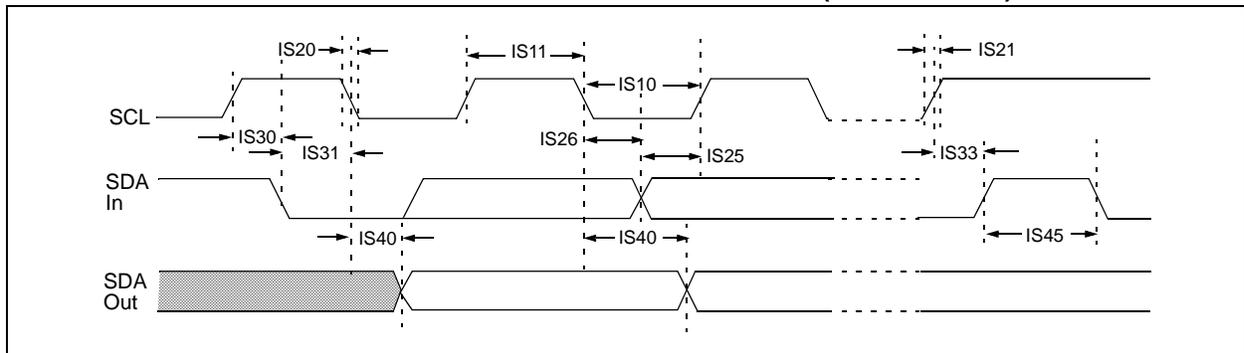 IS20
IS11
IS21
IS10
SCL
IS30
IS26
IS31
IS25
IS33
SDA
In
IS40
IS40
IS45
SDA
Out